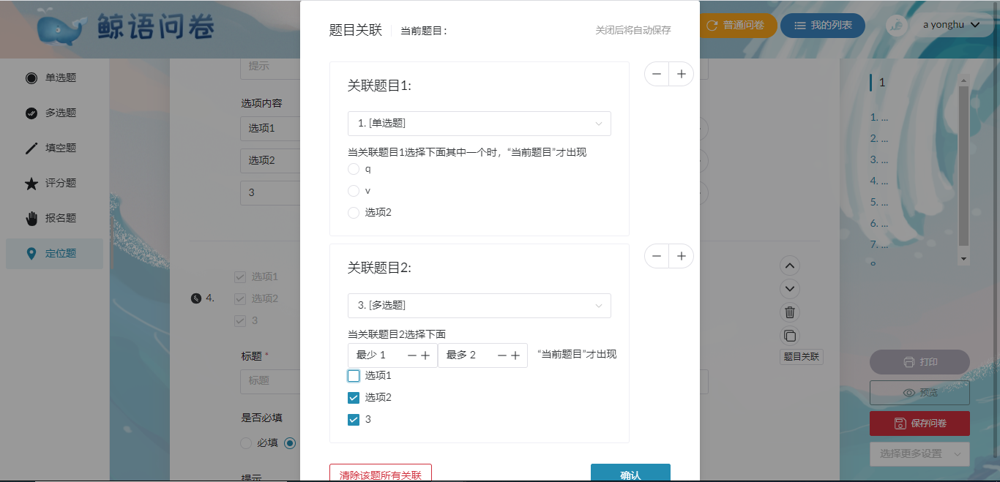 鲸语问卷
普通问卷
我的列表
a yonghu
单选题
多选题
填空题
评分题
报名题
定位题
提示
选项内容
选项1
选项2
3
4.
选项1
选项2
3
标题 *
标题
是否必填
必填
提示
题目关联
当前题目：
关闭后将自动保存
关联题目1:
1. [单选题]
当关联题目1选择下面其中一个时，“当前题目”才出现
q
v
选项2
关联题目2:
3. [多选题]
当关联题目2选择下面
最少 1
最多 2
“当前题目”才出现
选项1
选项2
3
清除该题所有关联
确认
题目关联
1
1. ...
2. ...
3. ...
4. ...
5. ...
6. ...
7. ...
打印
预览
保存问卷
选择更多设置